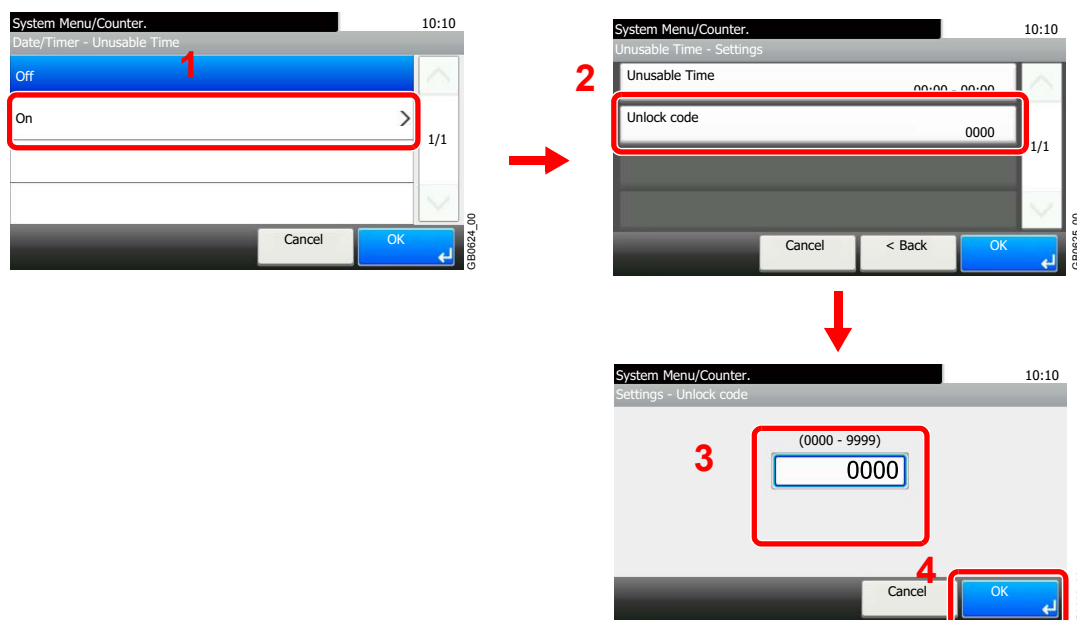 System Menu/Counter. 10:10
Date/Timer - Unusable Time
1
Off
On
1/1
Cancel OK
GB0624_00
System Menu/Counter. 10:10
Unusable Time - Settings
2
Unusable Time
00:00 - 00:00
Unlock code
0000
1/1
Cancel < Back OK
GB0625_00
System Menu/Counter. 10:10
Settings - Unlock code
3
(0000 - 9999)
0000
4
Cancel OK